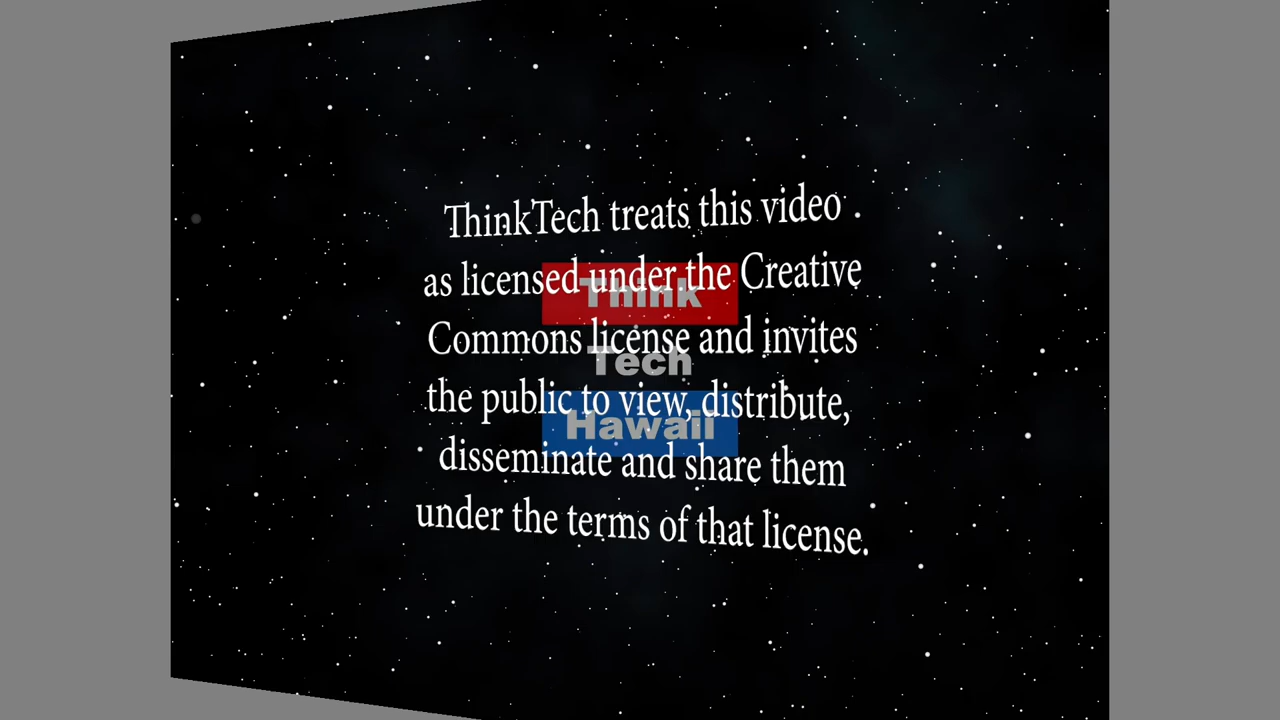 ThinkTech treats this video
as licensed under the Creative
Commons license and invites
the public to view, distribute,
disseminate and share them
under the terms of that license.
Think
Tech
Hawaii